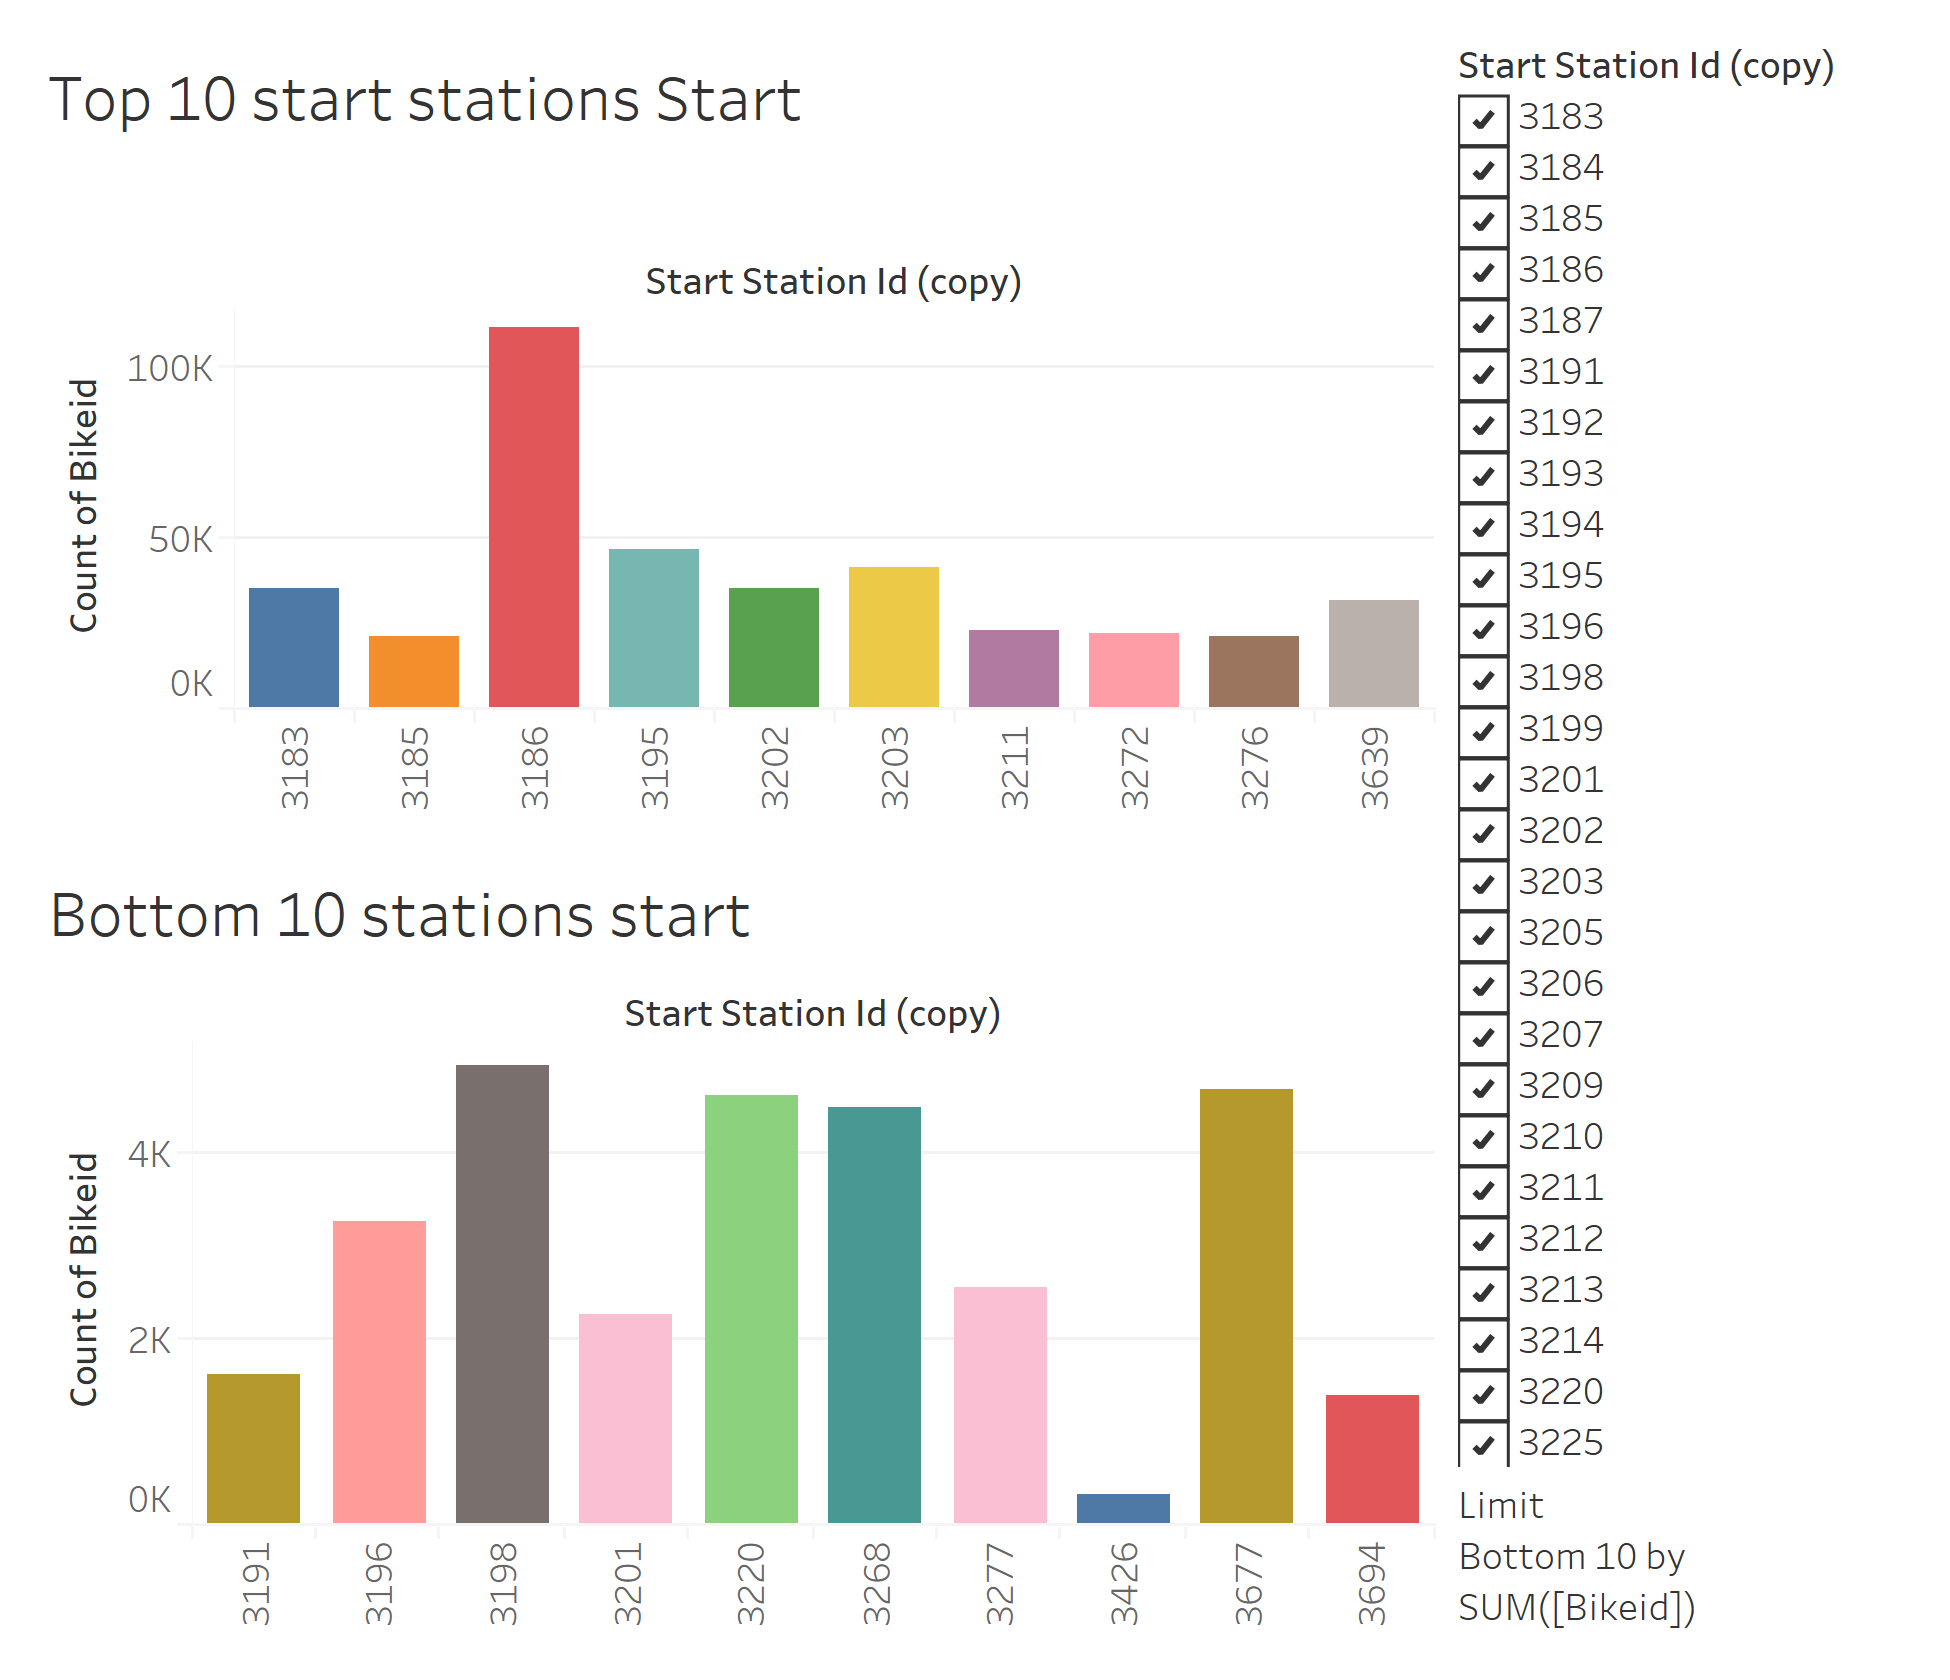 Top 10 start stations Start
Start Station Id (copy)
Count of Bikeid
100K
50K
0K
3183
3185
3186
3195
3202
3203
3211
3272
3276
3639
Bottom 10 stations start
Start Station Id (copy)
Count of Bikeid
4K
2K
0K
3191
3196
3198
3201
3220
3268
3277
3426
3677
3694
Start Station Id (copy)
3183
3184
3185
3186
3187
3191
3192
3193
3194
3195
3196
3198
3199
3201
3202
3203
3205
3206
3207
3209
3210
3211
3212
3213
3214
3220
3225
Limit
Bottom 10 by
SUM([Bikeid])